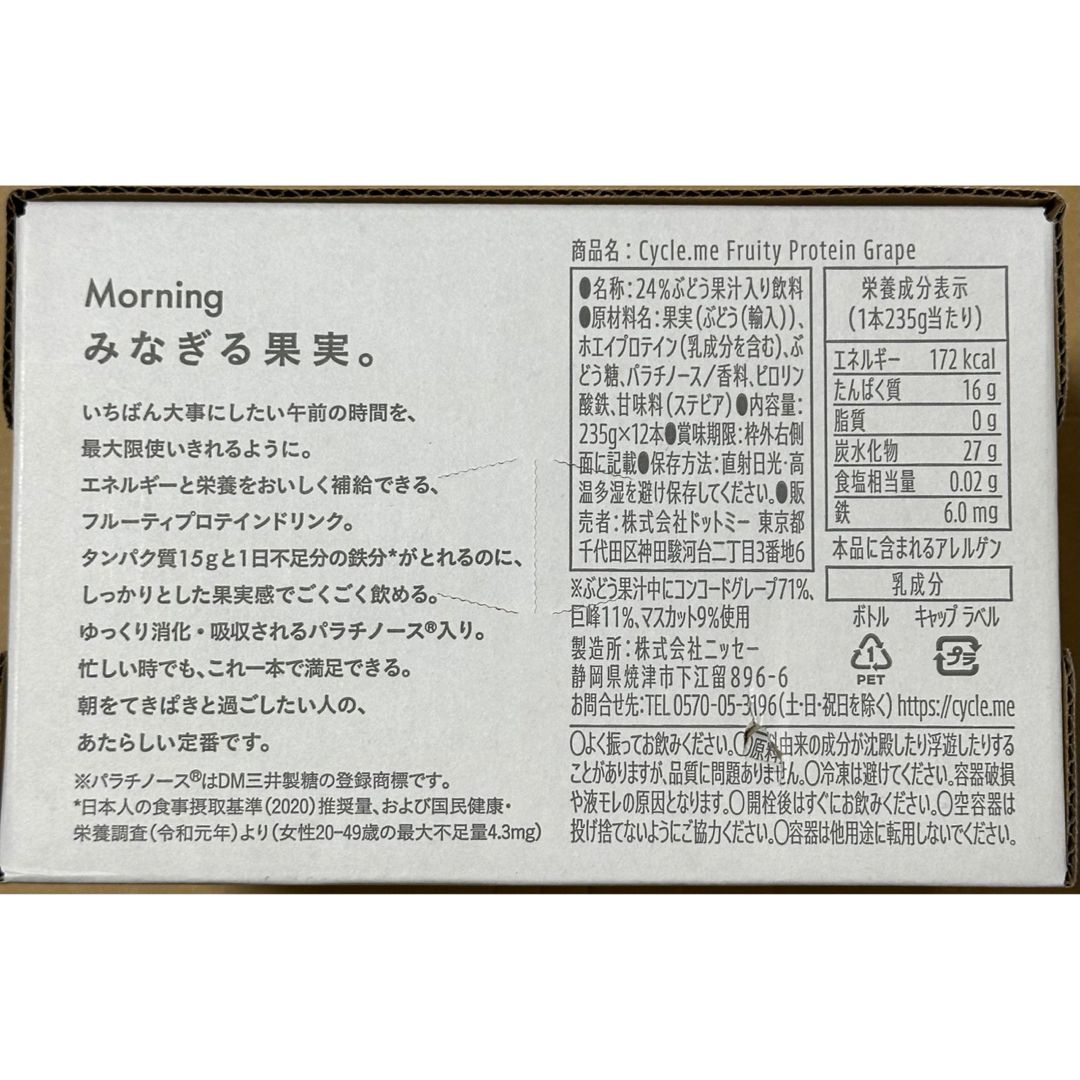 Morning
みなぎる果実。
いちばん大事にしたい午前の時間を、
最大限使いきれるように。
エネルギーと栄養をおいしく補給できる、
フルーティプロテインドリンク。
タンパク質15gと1日不足分の鉄分*がとれるのに、
しっかりとした果実感でごくごく飲める。
ゆっくり消化・吸収されるパラチノース®入り。
忙しい時でも、これ一本で満足できる。
朝をてきぱきと過ごしたい人の、
あたらしい定番です。
※パラチノース®はDM三井製糖の登録商標です。
*日本人の食事摂取基準(2020)推奨量、および国民健康・
栄養調査(令和元年)より(女性20-49歳の最大不足量4.3mg)
商品名：Cycle.me Fruity Protein Grape
●名称：24%ぶどう果汁入り飲料
●原材料名：果実(ぶどう(輸入))、
ホエイプロテイン(乳成分を含む)、ぶ
どう糖、パラチノース/香料、ピロリン
酸鉄、甘味料(ステビア)●内容量：
235g×12本●賞味期限：枠外右側
面に記載●保存方法：直射日光・高
温多湿を避け保存してください。●販
売者：株式会社ドットミー 東京都
千代田区神田駿河台二丁目3番地6
栄養成分表示
(1本235g当たり)
エネルギー 172 kcal
たんぱく質 16 g
脂質 0 g
炭水化物 27 g
食塩相当量 0.02 g
鉄 6.0 mg
本品に含まれるアレルゲン
乳成分
※ぶどう果汁中にコンコードグレープ71%、
巨峰11%、マスカット9%使用
製造所：株式会社ニッセー
静岡県焼津市下江留896-6
ボトル キャップ ラベル
1 プラ
PET
お問合せ先：TEL 0570-05-3196(土・日・祝日を除く) https://cycle.me
○よく振ってお飲みください。○原料由来の成分が沈殿したり浮遊したりする
ことがありますが、品質に問題ありません。○冷凍は避けてください。容器破損
や液モレの原因となります。○開栓後はすぐにお飲みください。○空容器は
投げ捨てないようにご協力ください。○容器は他用途に転用しないでください。